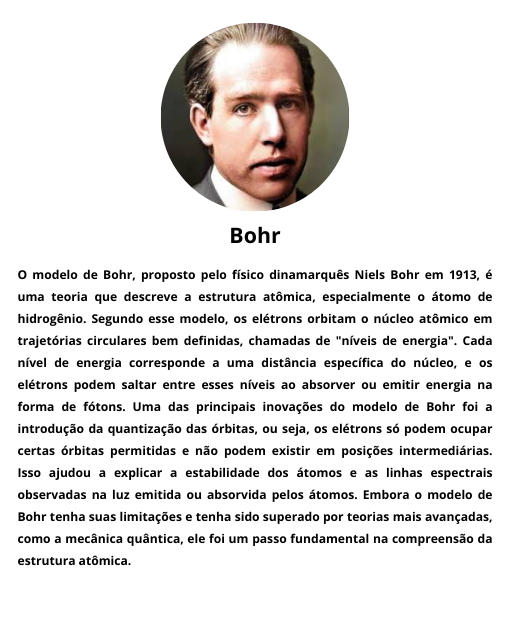 Bohr
O modelo de Bohr, proposto pelo físico dinamarquês Niels Bohr em 1913, é
uma teoria que descreve a estrutura atômica, especialmente o átomo de
hidrogênio. Segundo esse modelo, os elétrons orbitam o núcleo atômico em
trajetórias circulares bem definidas, chamadas de "níveis de energia". Cada
nível de energia corresponde a uma distância específica do núcleo, e os
elétrons podem saltar entre esses níveis ao absorver ou emitir energia na
forma de fótons. Uma das principais inovações do modelo de Bohr foi a
introdução da quantização das órbitas, ou seja, os elétrons só podem ocupar
certas órbitas permitidas e não podem existir em posições intermediárias.
Isso ajudou a explicar a estabilidade dos átomos e as linhas espectrais
observadas na luz emitida ou absorvida pelos átomos. Embora o modelo de
Bohr tenha suas limitações e tenha sido superado por teorias mais avançadas,
como a mecânica quântica, ele foi um passo fundamental na compreensão da
estrutura atômica.